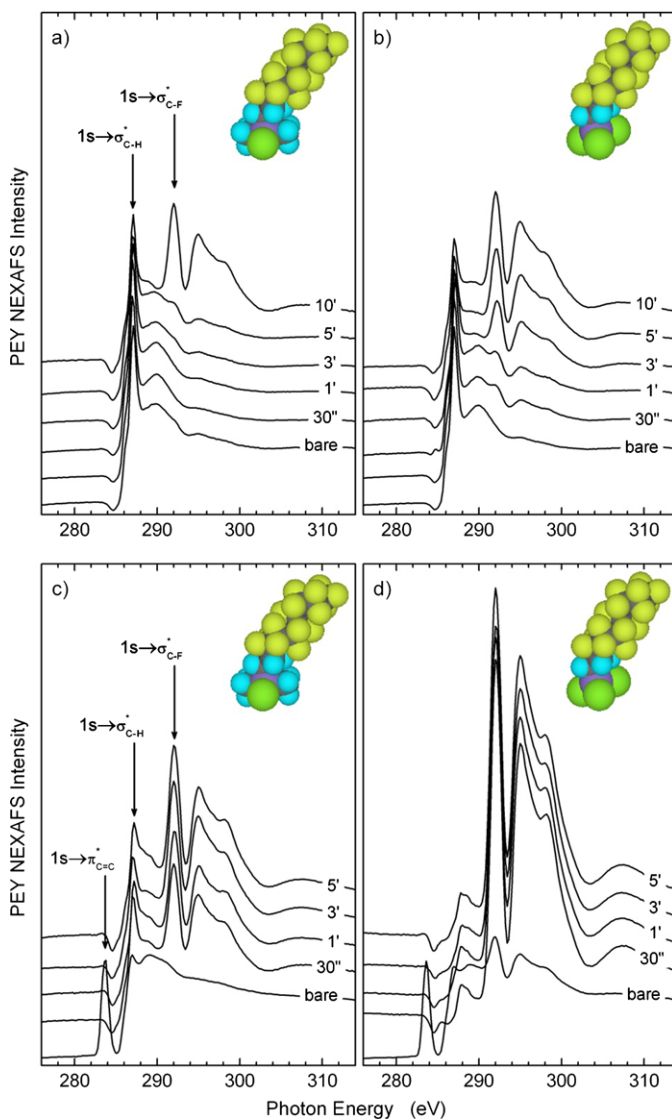 a)
1s→σ*C-F
1s→σ*C-H
10'
5'
3'
1'
30"
bare
280 290 300 310
PEY NEXAFS Intensity
b)
10'
5'
3'
1'
30"
bare
280 290 300 310
c)
1s→σ*C-F
1s→σ*C-H
1s→π*C=C
5'
3'
1'
30"
bare
280 290 300 310
PEY NEXAFS Intensity
d)
5'
3'
1'
30"
bare
280 290 300 310
Photon Energy (eV)